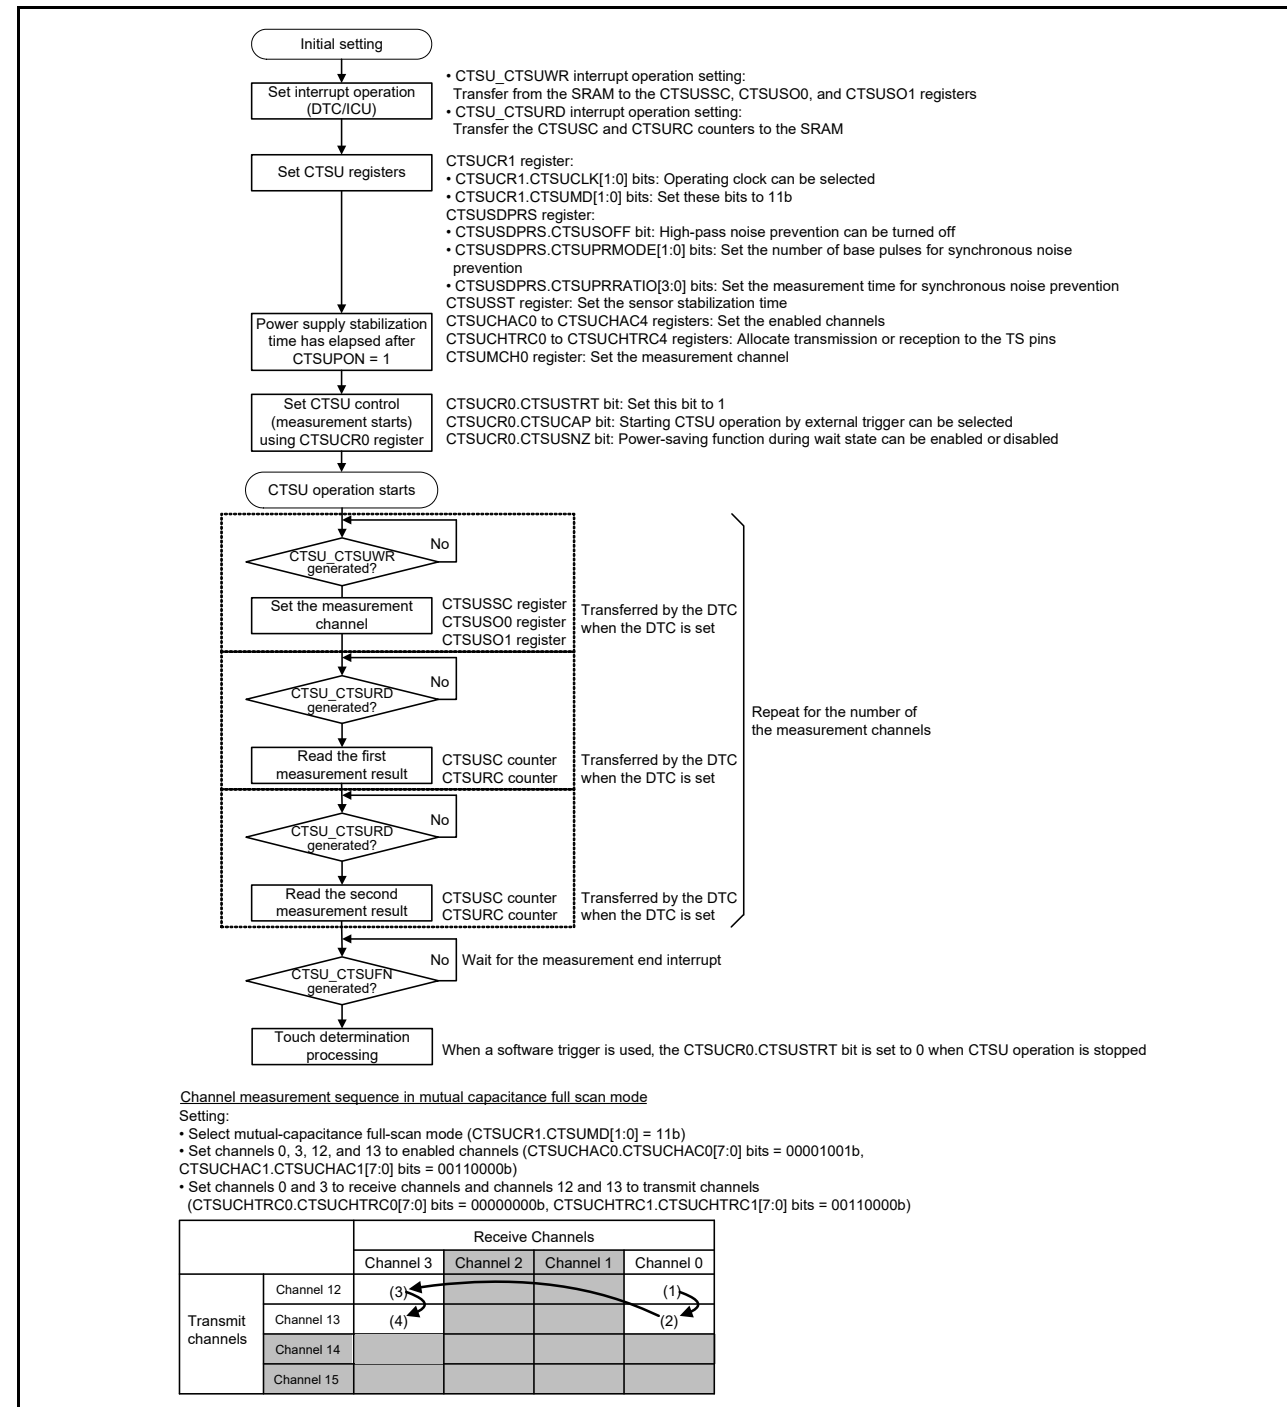 Initial setting
Set interrupt operation
(DTC/ICU)
• CTSU_CTSUWR interrupt operation setting:
Transfer from the SRAM to the CTSUSSC, CTSUSO0, and CTSUSO1 registers
• CTSU_CTSURD interrupt operation setting:
Transfer the CTSUSC and CTSURC counters to the SRAM
Set CTSU registers
CTSUCR1 register:
• CTSUCR1.CTSUCLK[1:0] bits: Operating clock can be selected
• CTSUCR1.CTSUMD[1:0] bits: Set these bits to 11b
CTSUSDPRS register:
• CTSUSDPRS.CTSUSOFF bit: High-pass noise prevention can be turned off
• CTSUSDPRS.CTSUPRMODE[1:0] bits: Set the number of base pulses for synchronous noise
prevention
• CTSUSDPRS.CTSUPRRATIO[3:0] bits: Set the measurement time for synchronous noise prevention
CTSUSST register: Set the sensor stabilization time
CTSUCHAC0 to CTSUCHAC4 registers: Set the enabled channels
CTSUCHTRC0 to CTSUCHTRC4 registers: Allocate transmission or reception to the TS pins
CTSUMCH0 register: Set the measurement channel
Power supply stabilization
time has elapsed after
CTSUPON = 1
Set CTSU control
(measurement starts)
using CTSUCR0 register
CTSUCR0.CTSUSTRT bit: Set this bit to 1
CTSUCR0.CTSUCAP bit: Starting CTSU operation by external trigger can be selected
CTSUCR0.CTSUSNZ bit: Power-saving function during wait state can be enabled or disabled
CTSU operation starts
No
CTSU_CTSUWR
generated?
Set the measurement
channel
CTSUSSC register
CTSUSO0 register
CTSUSO1 register
Transferred by the DTC
when the DTC is set
No
CTSU_CTSURD
generated?
Repeat for the number of
the measurement channels
Read the first
measurement result
CTSUSC counter
CTSURC counter
Transferred by the DTC
when the DTC is set
No
CTSU_CTSURD
generated?
Read the second
measurement result
CTSUSC counter
CTSURC counter
Transferred by the DTC
when the DTC is set
No
Wait for the measurement end interrupt
CTSU_CTSUFN
generated?
Touch determination
processing
When a software trigger is used, the CTSUCR0.CTSUSTRT bit is set to 0 when CTSU operation is stopped
Channel measurement sequence in mutual capacitance full scan mode
Setting:
• Select mutual-capacitance full-scan mode (CTSUCR1.CTSUMD[1:0] = 11b)
• Set channels 0, 3, 12, and 13 to enabled channels (CTSUCHAC0.CTSUCHAC0[7:0] bits = 00001001b,
CTSUCHAC1.CTSUCHAC1[7:0] bits = 00110000b)
• Set channels 0 and 3 to receive channels and channels 12 and 13 to transmit channels
(CTSUCHTRC0.CTSUCHTRC0[7:0] bits = 00000000b, CTSUCHTRC1.CTSUCHTRC1[7:0] bits = 00110000b)
Receive Channels
Channel 3 Channel 2 Channel 1 Channel 0
Transmit
channels
Channel 12 (3) (1)
Channel 13 (4) (2)
Channel 14
Channel 15